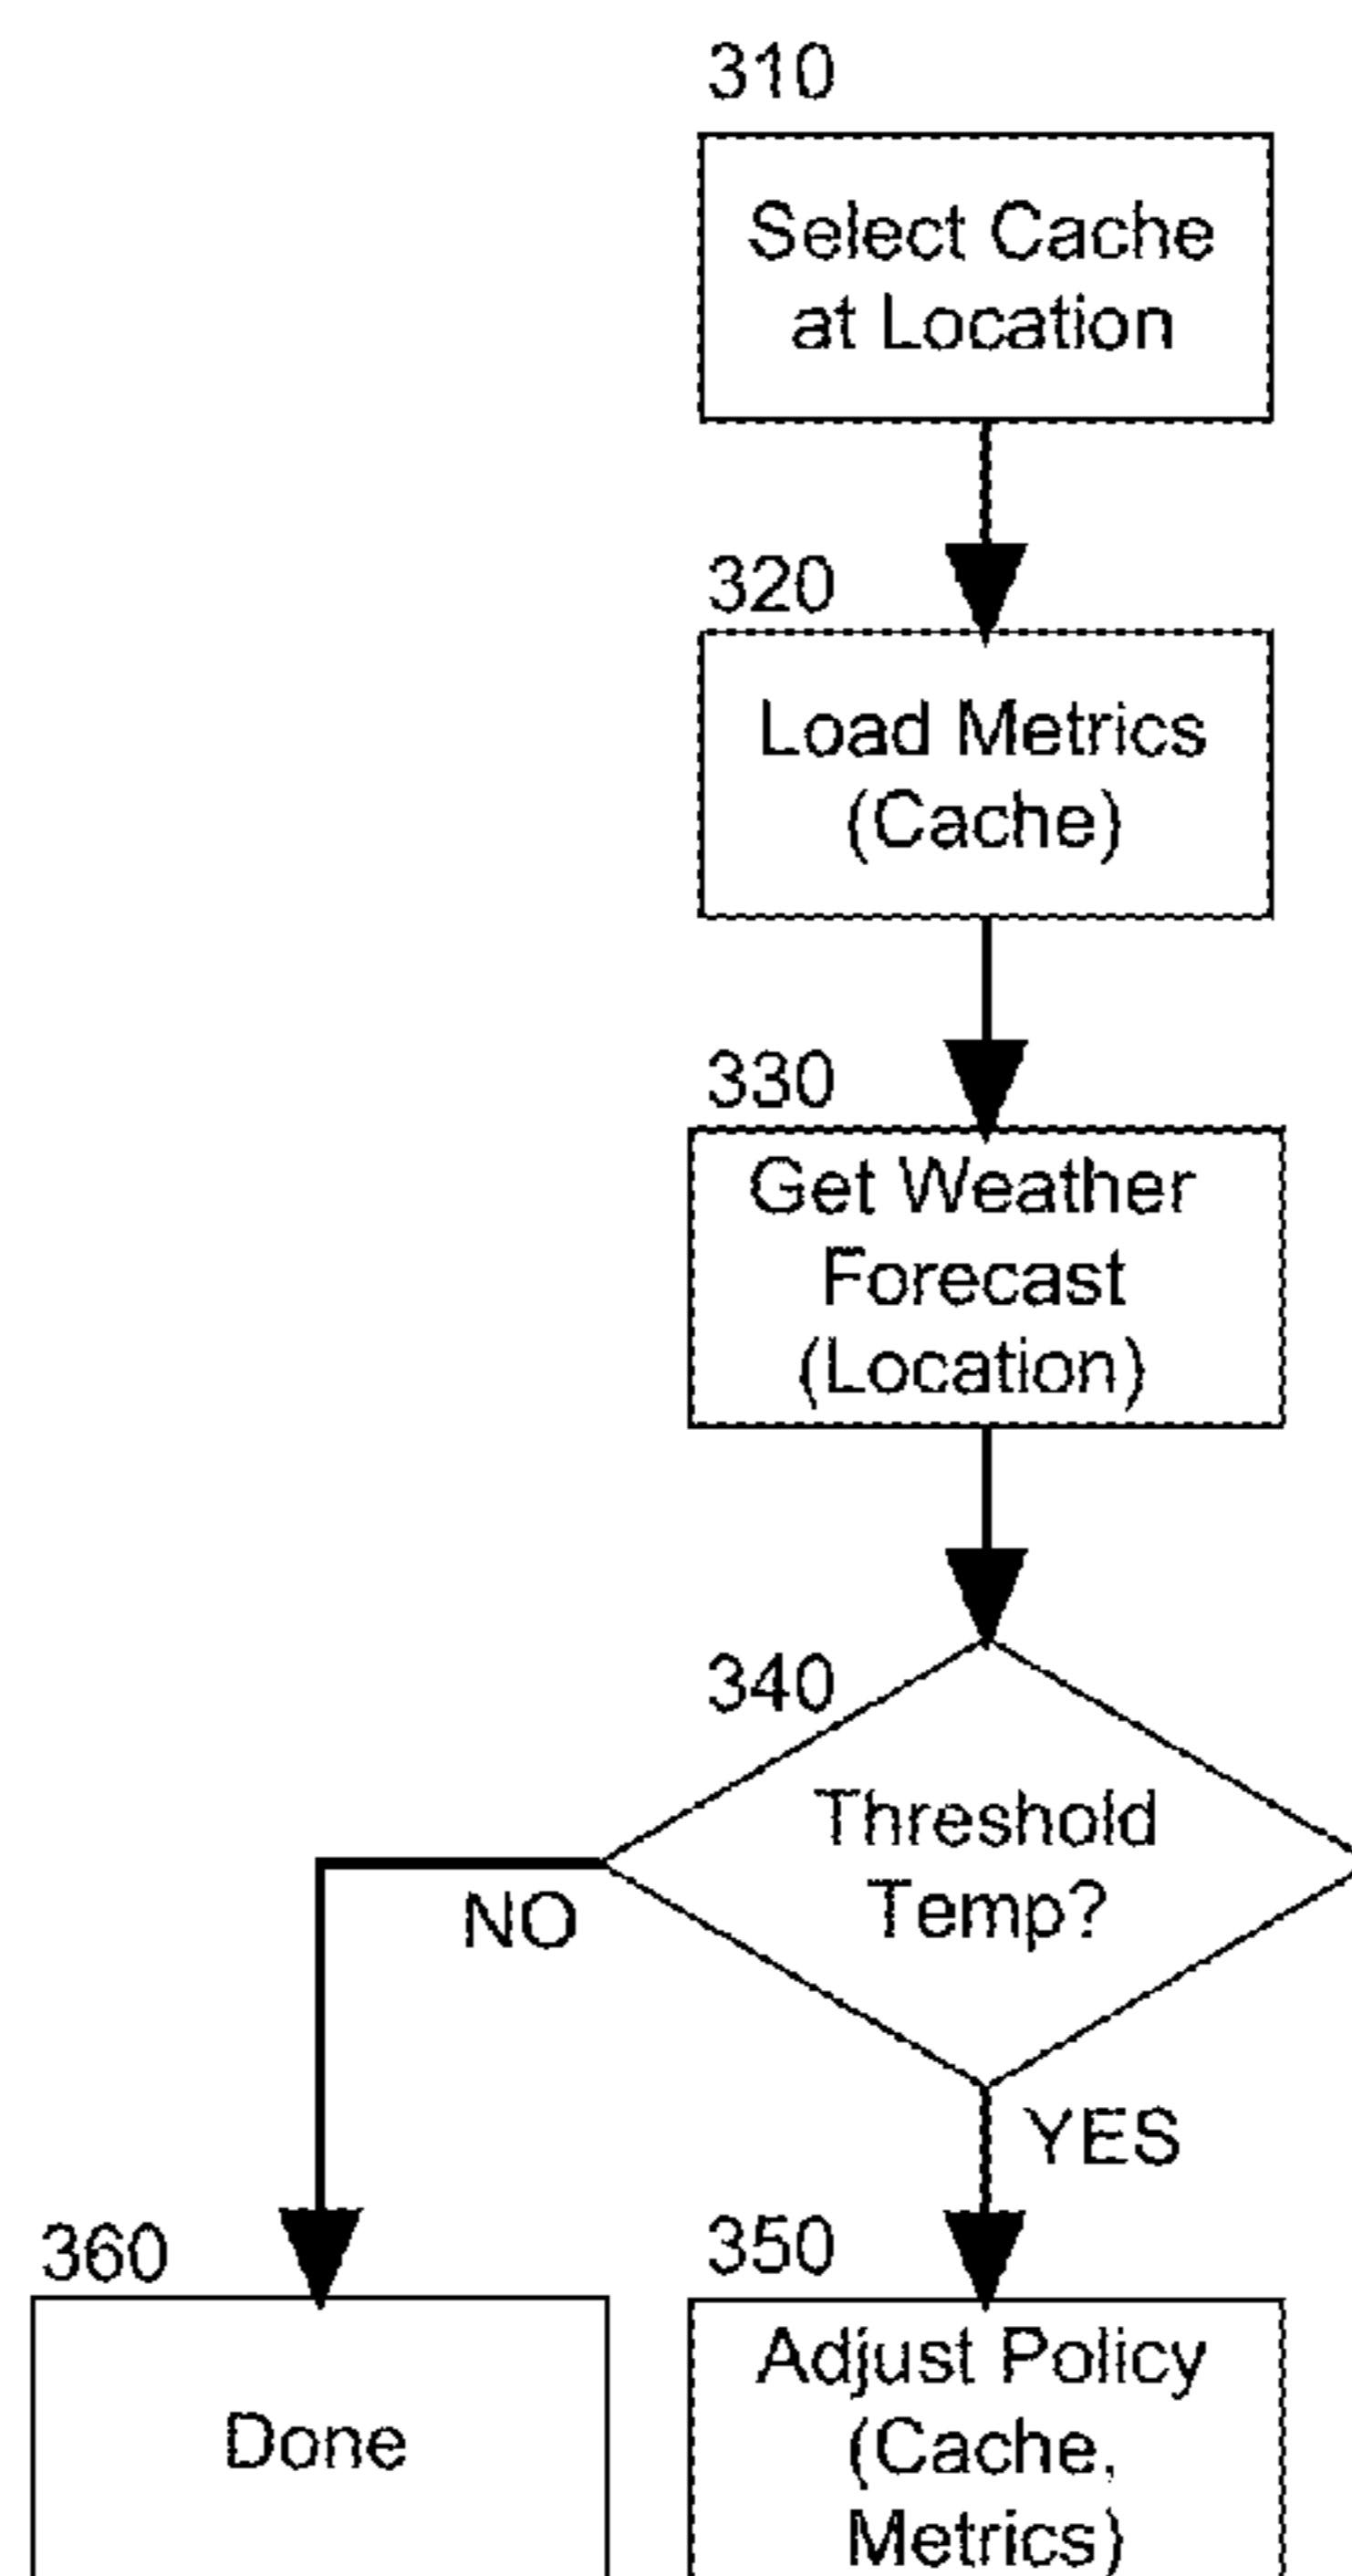 310
Select Cache
at Location
320
Load Metrics
(Cache)
330
Get Weather
Forecast
(Location)
340
Threshold
Temp?
NO
YES
360
Done
350
Adjust Policy
(Cache,
Metrics)